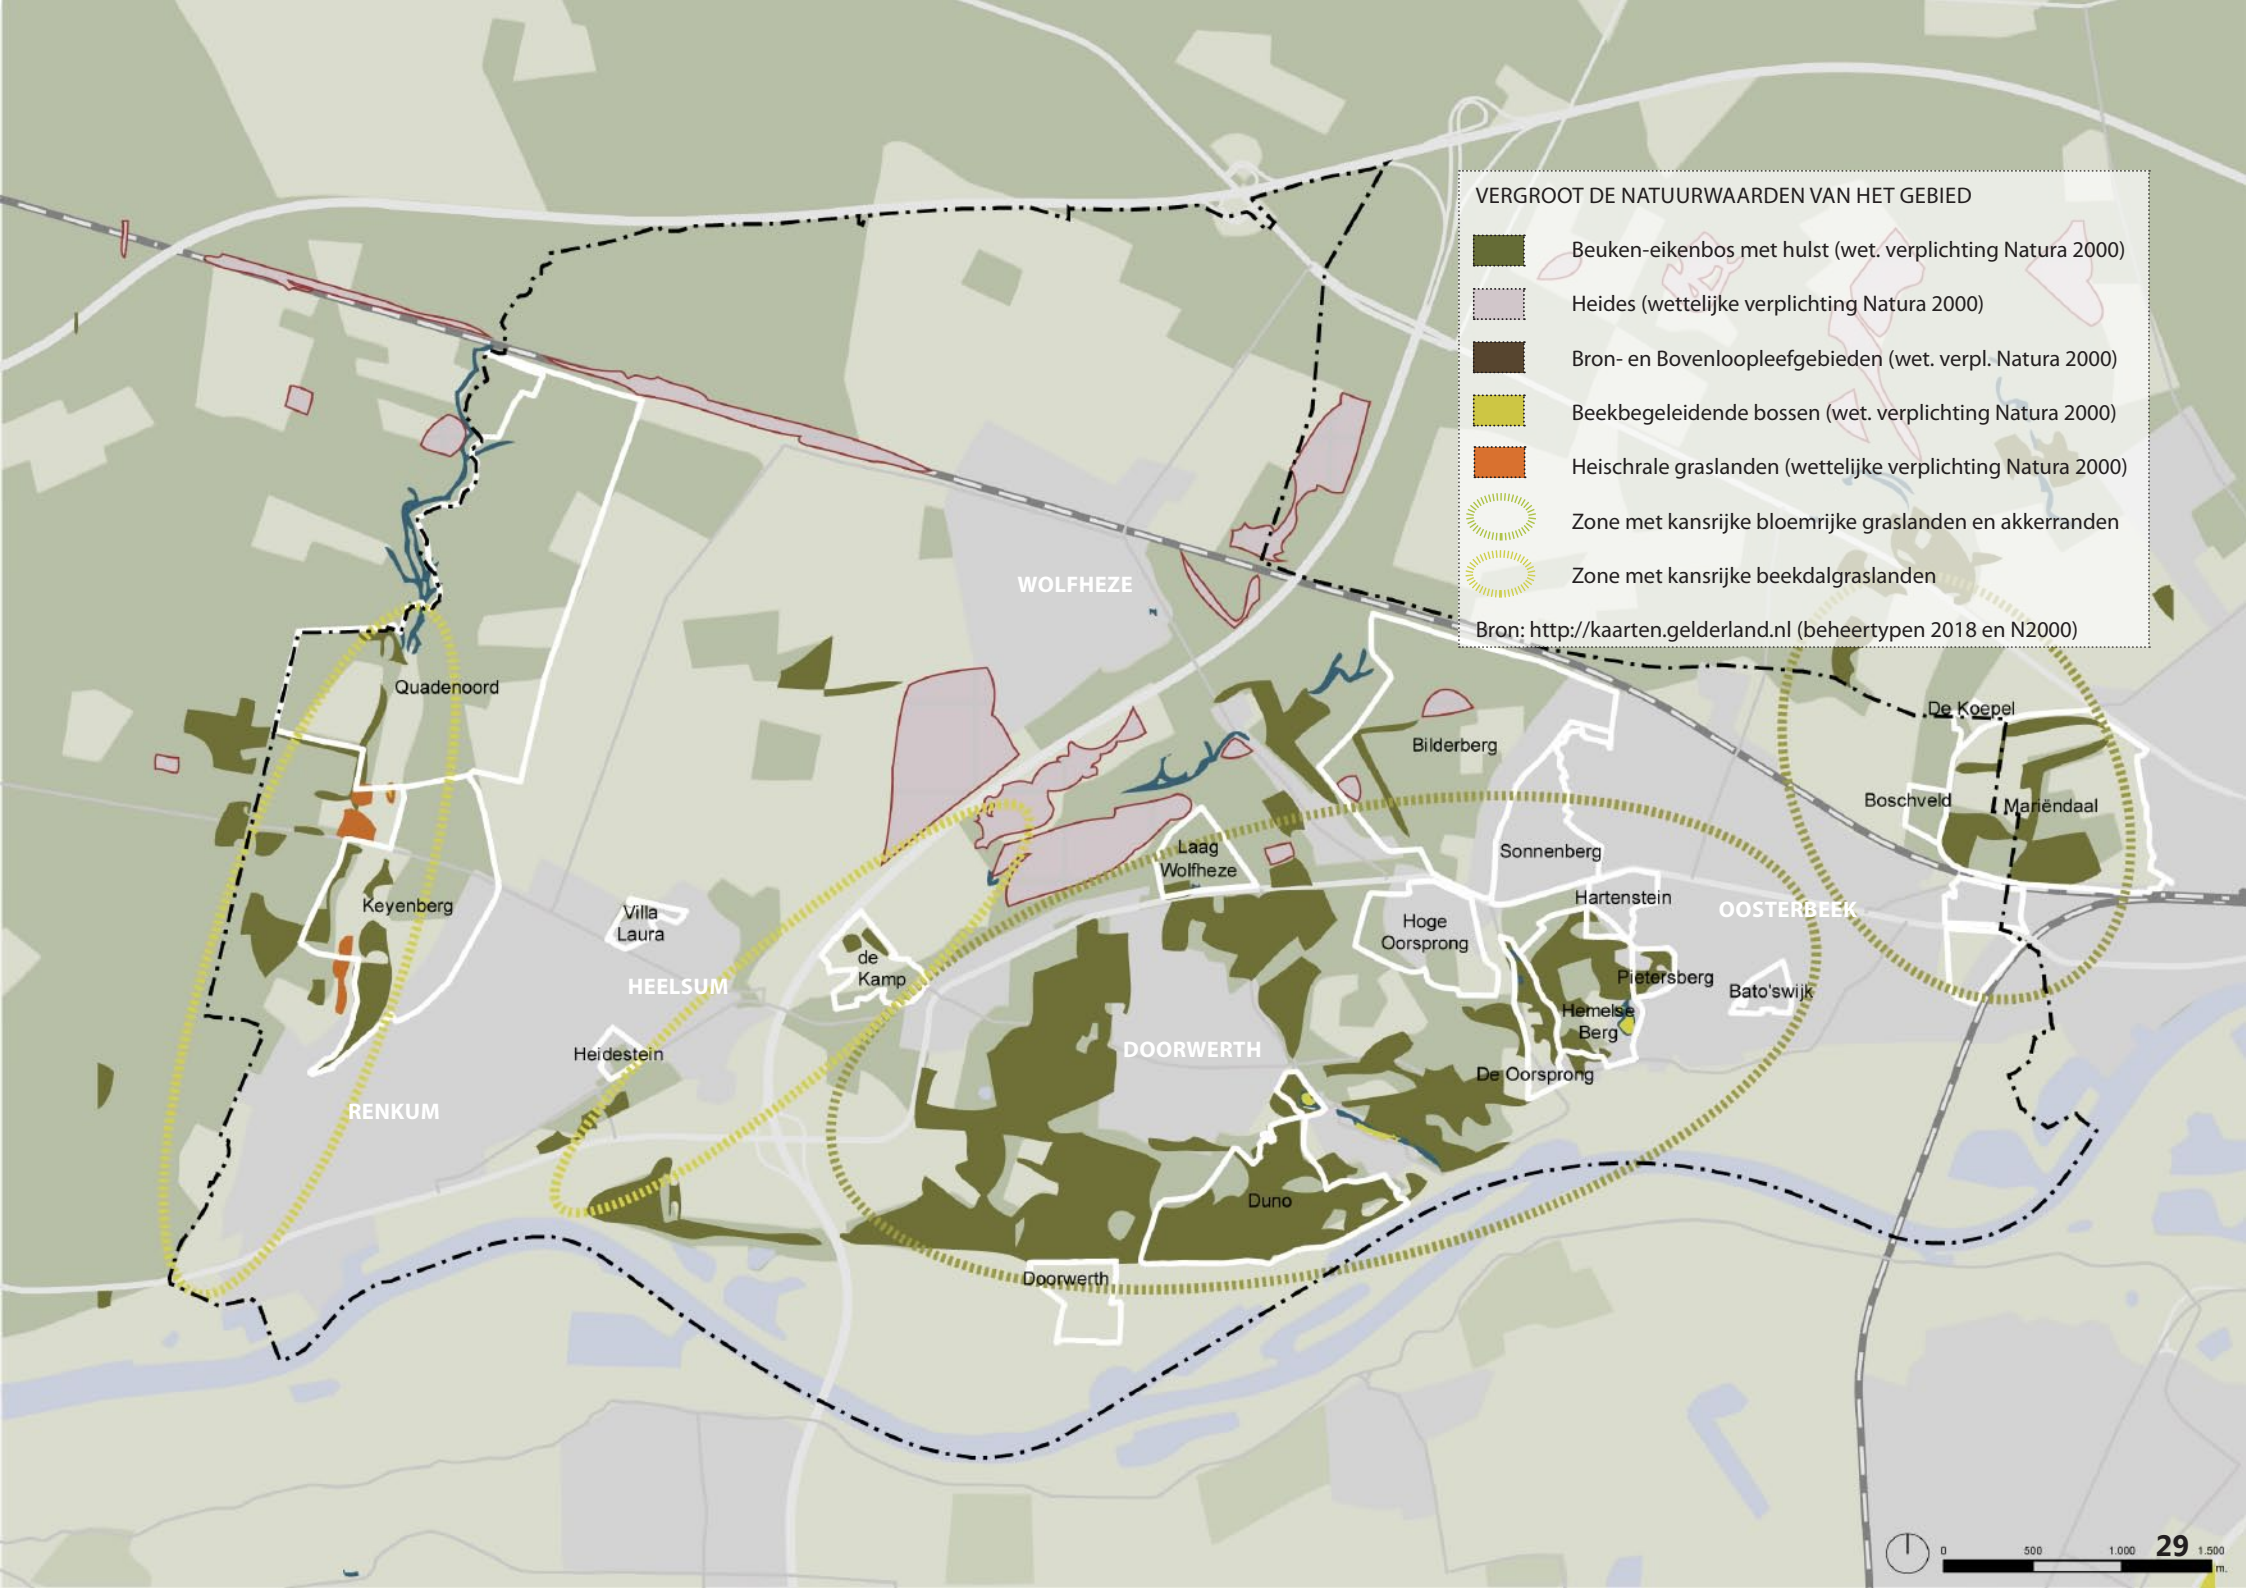 VERGROOT DE NATUURWAARDEN VAN HET GEBIED
Beuken-eikenbos met hulst (wet. verplichting Natura 2000)
Heides (wettelijke verplichting Natura 2000)
Bron- en Bovenloopleefgebieden (wet. verpl. Natura 2000)
Beekbegeleidende bossen (wet. verplichting Natura 2000)
Heischrale graslanden (wettelijke verplichting Natura 2000)
Zone met kansrijke bloemrijke graslanden en akkerranden
Zone met kansrijke beekdalgraslanden
Bron: http://kaarten.gelderland.nl (beheertypen 2018 en N2000)
WOLFHEZE
Quadenoord
De Koepel
Bilderberg
Boschveld
Mariëndaal
Laag
Wolfheze
Sonnenberg
Hartenstein
OOSTERBEEK
Keyenberg
Villa
Laura
Hoge
Oorsprong
de
Kamp
HEELSUM
Pietersberg
Bato'swijk
Hemelse
Berg
DOORWERTH
Heidestein
De Oorsprong
RENKUM
Duno
Doorwerth
0 500 1.000 1.500
m.
29